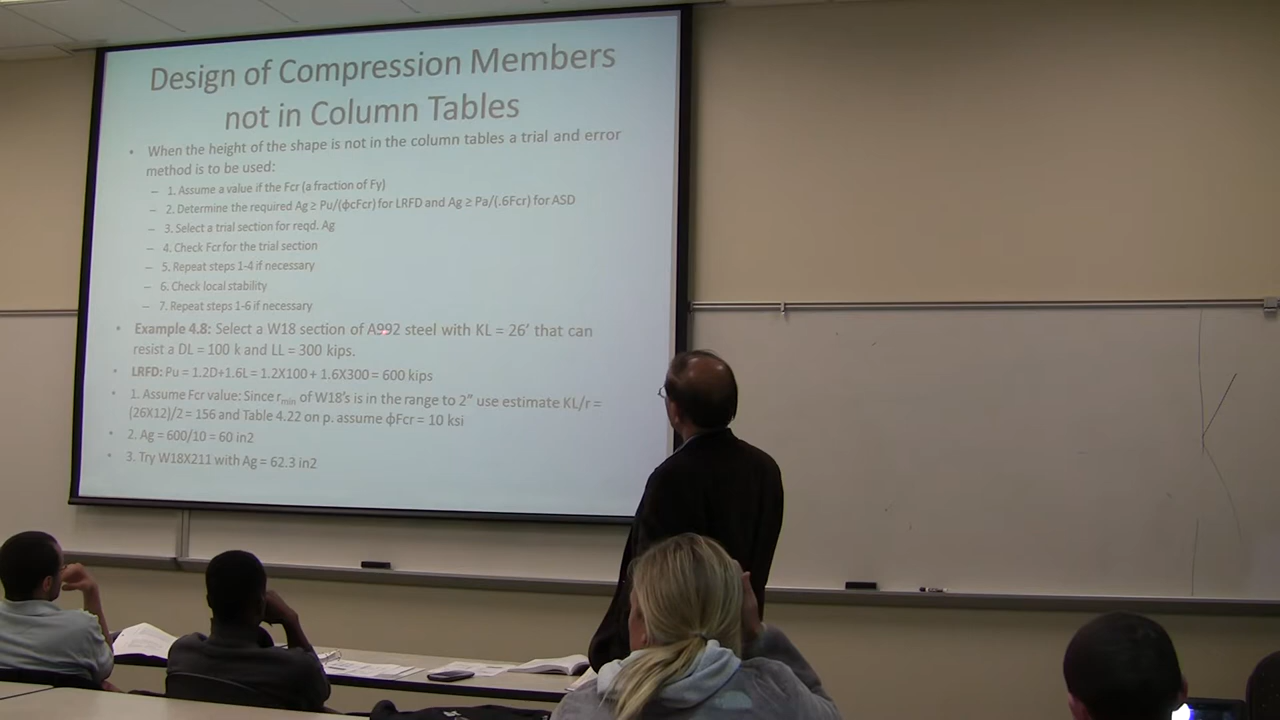 Design of Compression Members
not in Column Tables
• When the height of the shape is not in the column tables a trial and error
method is to be used:
– 1. Assume a value if the Fcr (a fraction of Fy)
– 2. Determine the required Ag ≥ Pu/(ϕcFcr) for LRFD and Ag ≥ Pa/(.6Fcr) for ASD
– 3. Select a trial section for reqd. Ag
– 4. Check Fcr for the trial section
– 5. Repeat steps 1-4 if necessary
– 6. Check local stability
– 7. Repeat steps 1-6 if necessary
• Example 4.8: Select a W18 section of A992 steel with KL = 26’ that can
resist a DL = 100 k and LL = 300 kips.
• LRFD: Pu = 1.2D+1.6L = 1.2X100 + 1.6X300 = 600 kips
• 1. Assume Fcr value: Since rmin of W18’s is in the range to 2” use estimate KL/r =
(26X12)/2 = 156 and Table 4.22 on p. assume ϕFcr = 10 ksi
• 2. Ag = 600/10 = 60 in2
• 3. Try W18X211 with Ag = 62.3 in2